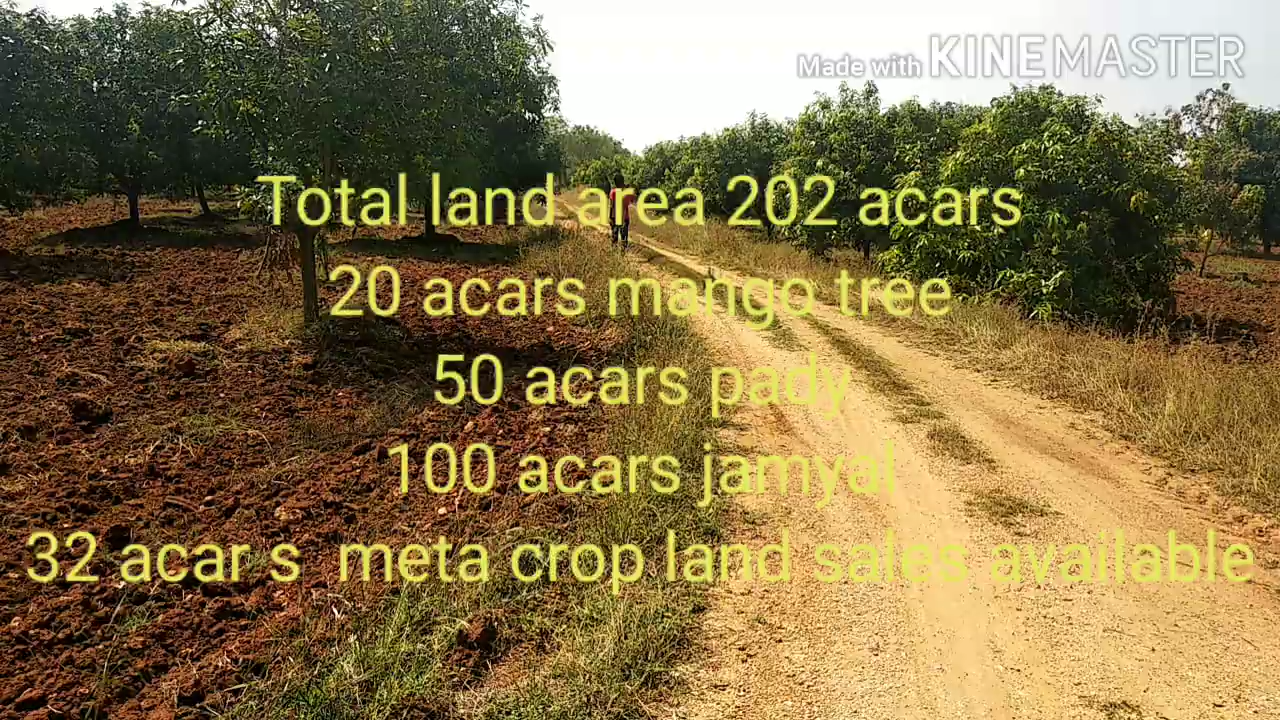 Made with KINEMASTER
Total land area 202 acars
20 acars mango tree
50 acars pady
100 acars jamyal
32 acar s  meta crop land sales available